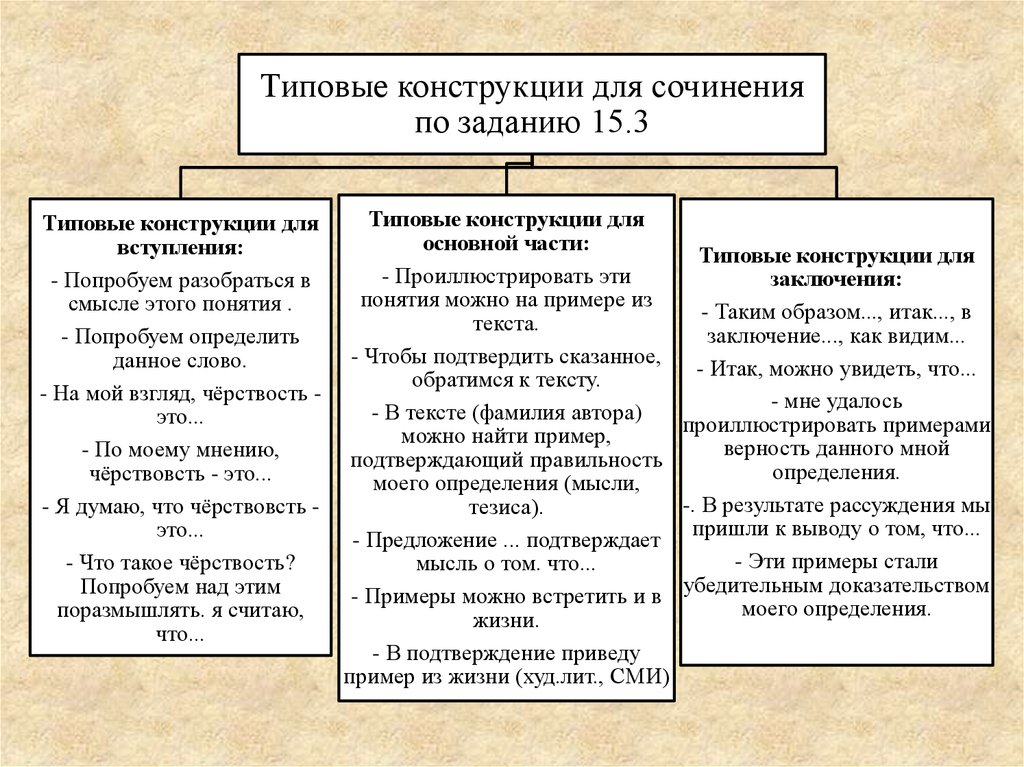 Типовые конструкции для сочинения
по заданию 15.3
Типовые конструкции для
вступления:
- Попробуем разобраться в
смысле этого понятия .
- Попробуем определить
данное слово.
- На мой взгляд, чёрствость -
это...
- По моему мнению,
чёрствовсть - это...
- Я думаю, что чёрствовсть -
это...
- Что такое чёрствость?
Попробуем над этим
поразмышлять. я считаю,
что...
Типовые конструкции для
основной части:
- Проиллюстрировать эти
понятия можно на примере из
текста.
- Чтобы подтвердить сказанное,
обратимся к тексту.
- В тексте (фамилия автора)
можно найти пример,
подтверждающий правильность
моего определения (мысли,
тезиса).
- Предложение ... подтверждает
мысль о том. что...
- Примеры можно встретить и в
жизни.
- В подтверждение приведу
пример из жизни (худ.лит., СМИ)
Типовые конструкции для
заключения:
- Таким образом..., итак..., в
заключение..., как видим...
- Итак, можно увидеть, что...
- мне удалось
проиллюстрировать примерами
верность данного мной
определения.
-. В результате рассуждения мы
пришли к выводу о том, что...
- Эти примеры стали
убедительным доказательством
моего определения.